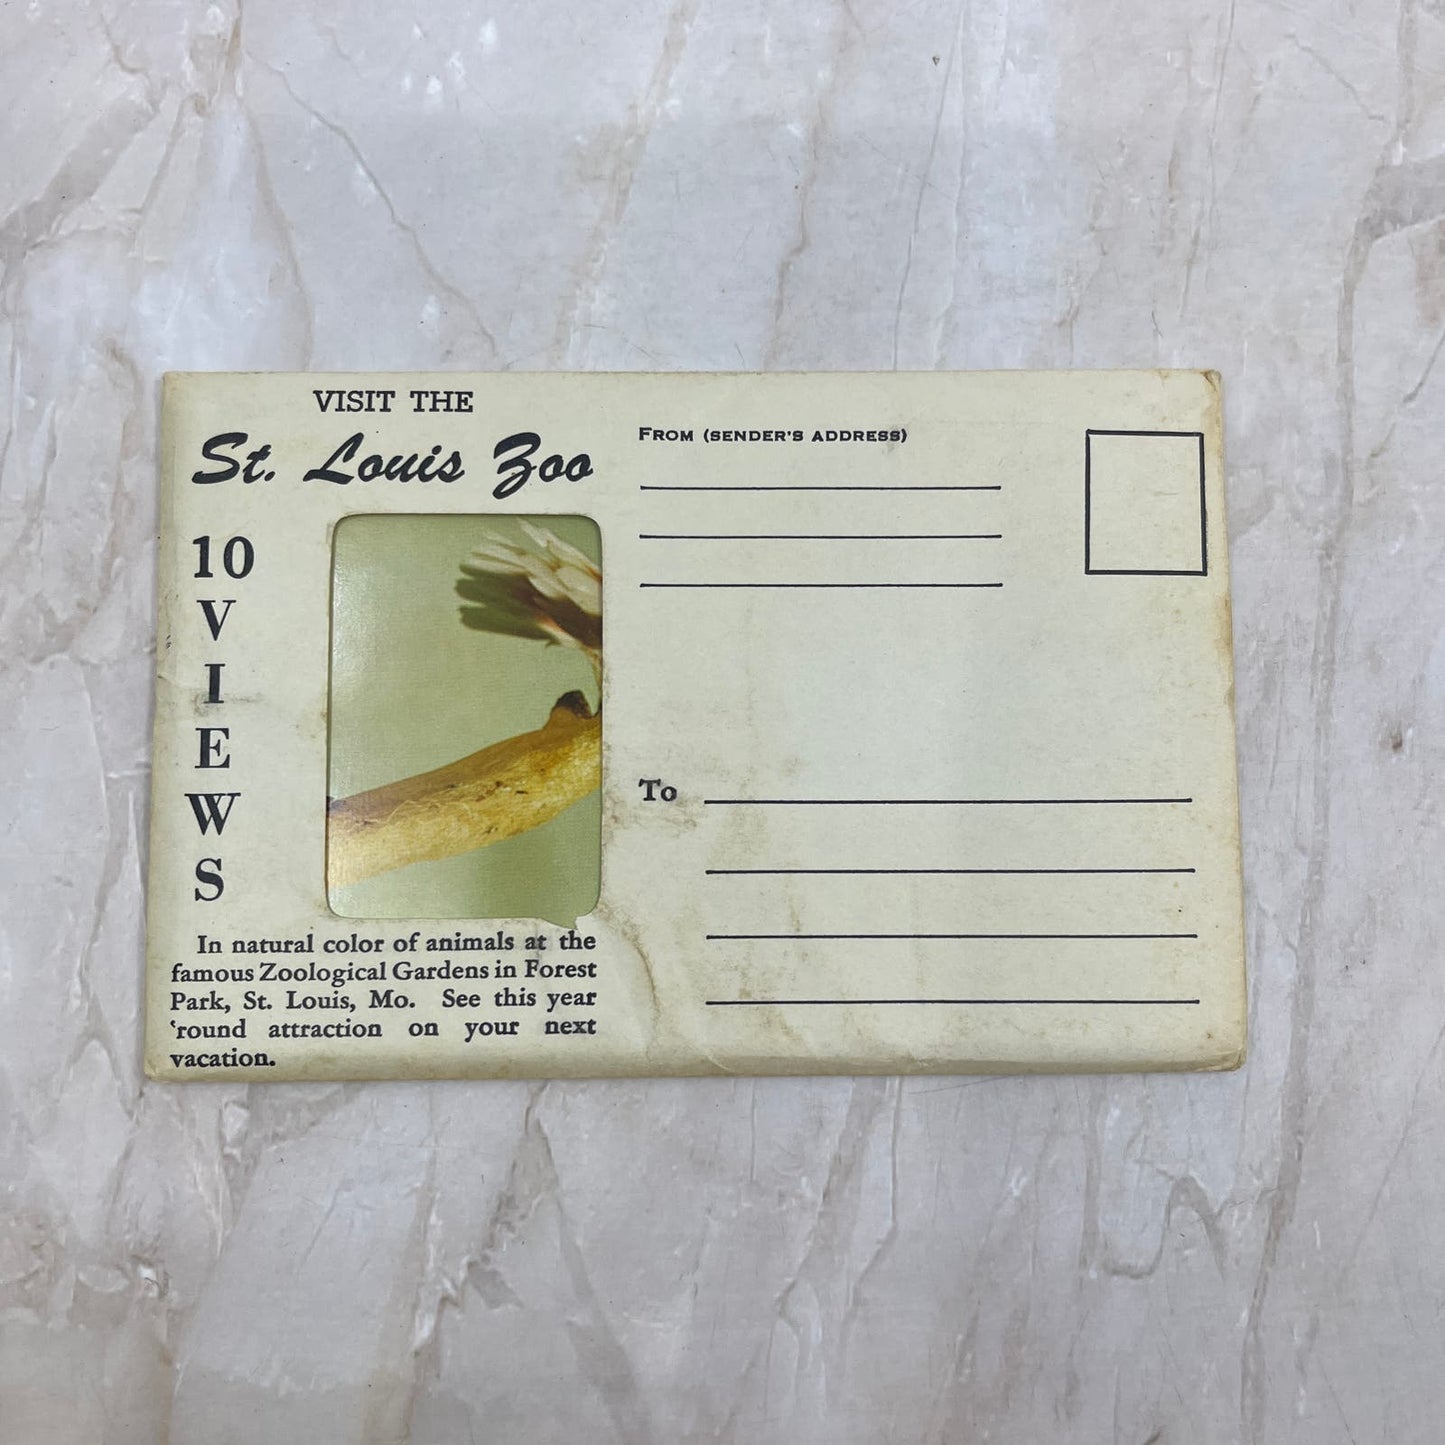 VISIT THE
St. Louis Zoo
10
V
I
E
W
S
In natural color of animals at the
famous Zoological Gardens in Forest
Park, St. Louis, Mo. See this year
'round attraction on your next
vacation.
FROM (SENDER'S ADDRESS)
To